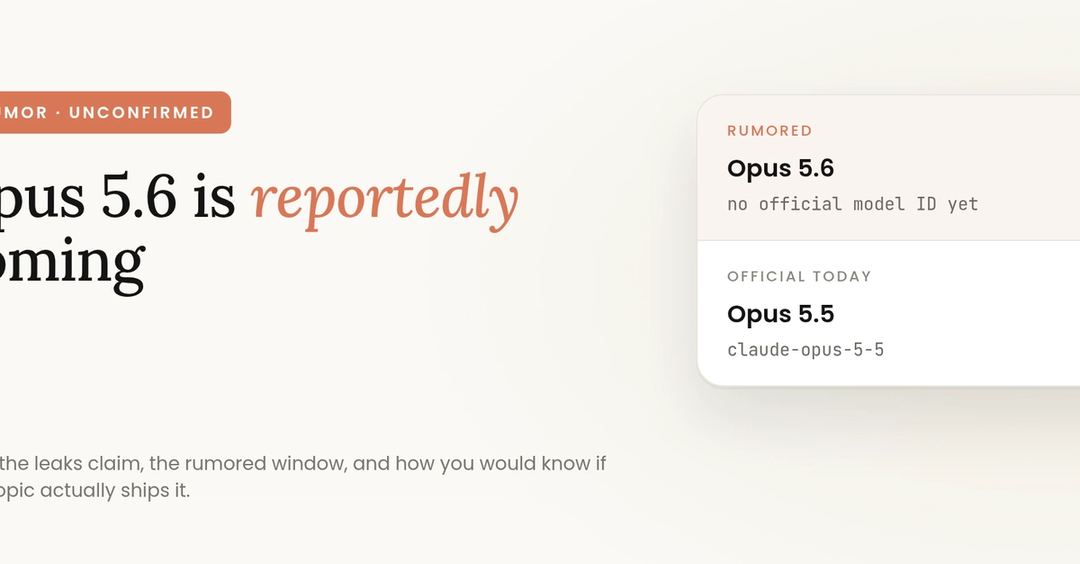 UMOR · UNCONFIRMED
pus 5.6 is reportedly
oming
the leaks claim, the rumored window, and how you would know if
opic actually ships it.
RUMORED
Opus 5.6
no official model ID yet
OFFICIAL TODAY
Opus 5.5
claude-opus-5-5